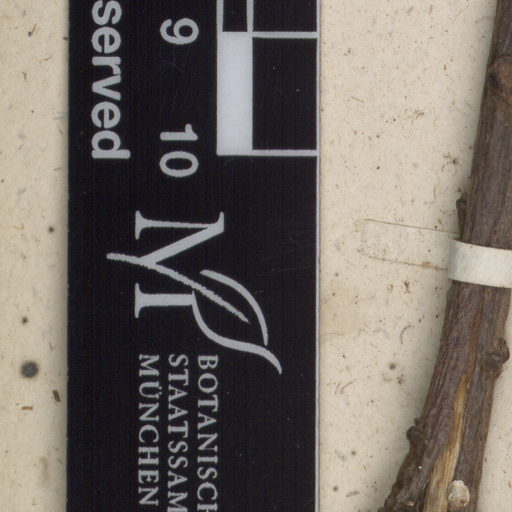 served
9
10
M
BOTANISCH
STAATSSAM
MÜNCHEN